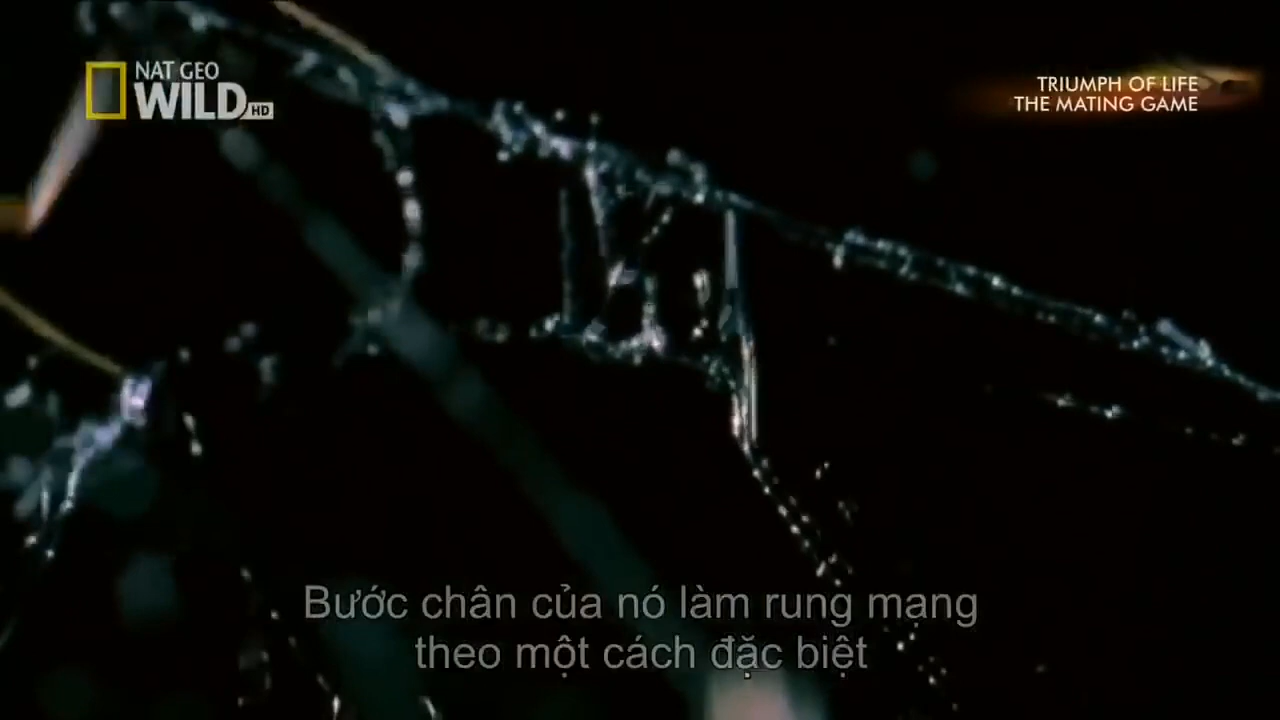 NAT GEO
WILD HD
TRIUMPH OF LIFE
THE MATING GAME
Bước chân của nó làm rung mạng
theo một cách đặc biệt